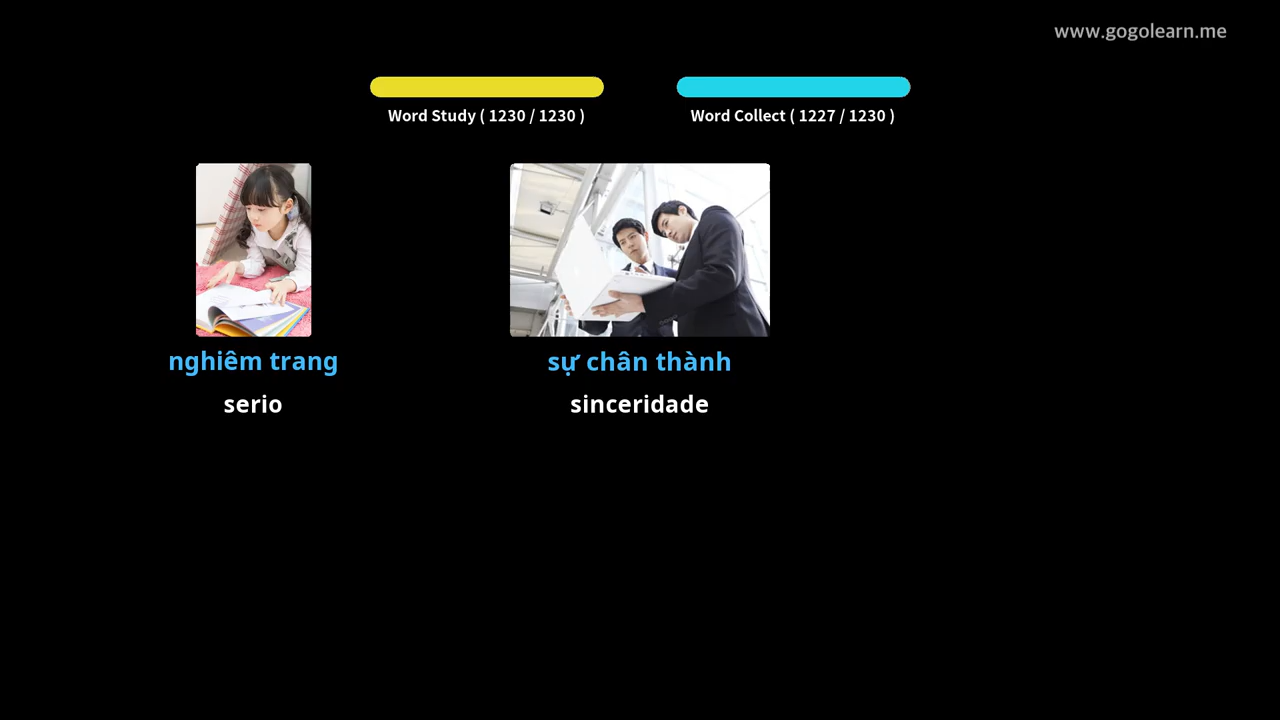 www.gogolearn.me
Word Study ( 1230 / 1230 )
Word Collect ( 1227 / 1230 )
nghiêm trang
serio
sự chân thành
sinceridade